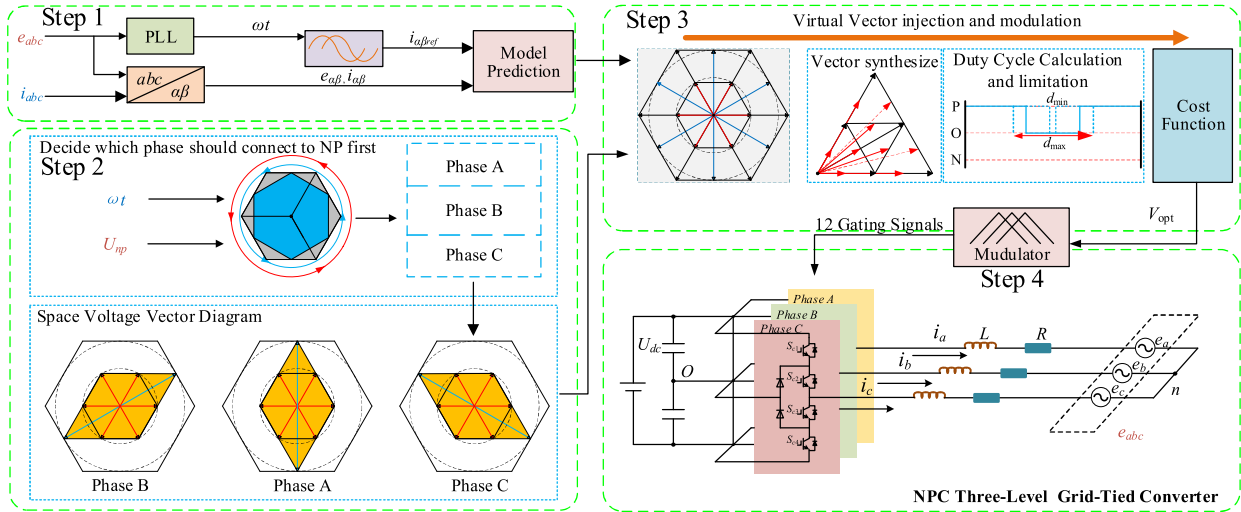 Step 1
e_abc
PLL
ωt
i_αβref
Model
Prediction
abc
αβ
e_αβ, i_αβ
i_abc
Step 2
Decide which phase should connect to NP first
ωt
U_np
Phase A
Phase B
Phase C
Space Voltage Vector Diagram
Phase B
Phase A
Phase C
Step 3
Virtual Vector injection and modulation
Vector synthesize
Duty Cycle Calculation
and limitation
P
O
N
d_min
d_max
Cost
Function
V_opt
12 Gating Signals
Mudulator
Step 4
Phase A
Phase B
Phase C
U_dc
O
S_c1
S_c2
S_c3
S_c4
i_a
L
R
e_a
i_b
e_b
i_c
e_c
n
e_abc
NPC Three-Level Grid-Tied Converter